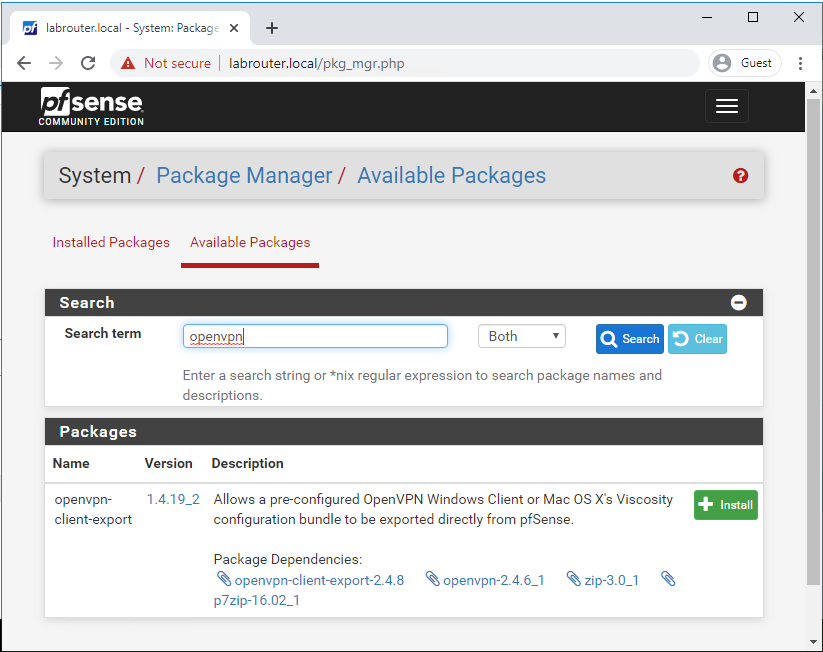 labrouter.local - System: Package
Not secure | labrouter.local/pkg_mgr.php
Guest
pfsense
COMMUNITY EDITION
System / Package Manager / Available Packages
Installed Packages Available Packages
Search
Search term openvpn Both Search Clear
Enter a search string or *nix regular expression to search package names and
descriptions.
Packages
Name Version Description
openvpn- 1.4.19_2 Allows a pre-configured OpenVPN Windows Client or Mac OS X's Viscosity Install
client-export configuration bundle to be exported directly from pfSense.
Package Dependencies:
openvpn-client-export-2.4.8 openvpn-2.4.6_1 zip-3.0_1
p7zip-16.02_1